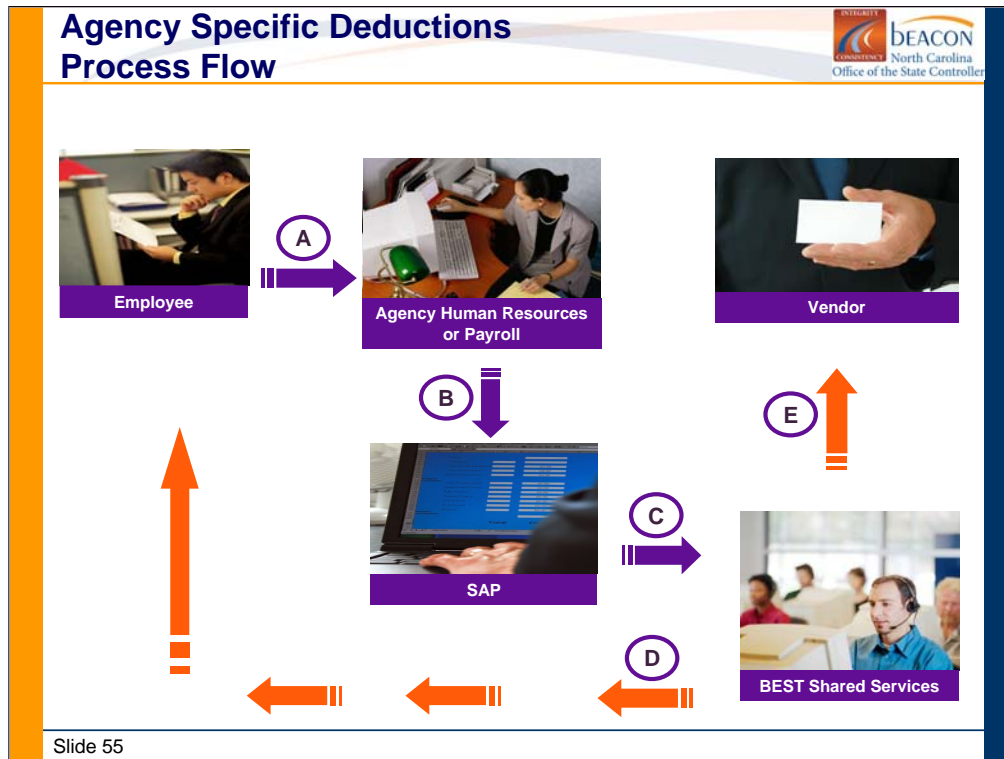 Agency Specific Deductions
Process Flow
INTEGRITY
CONSISTENCY
bEACON
North Carolina
Office of the State Controller
A
Employee
Agency Human Resources
or Payroll
Vendor
B
E
C
SAP
D
BEST Shared Services
Slide 55